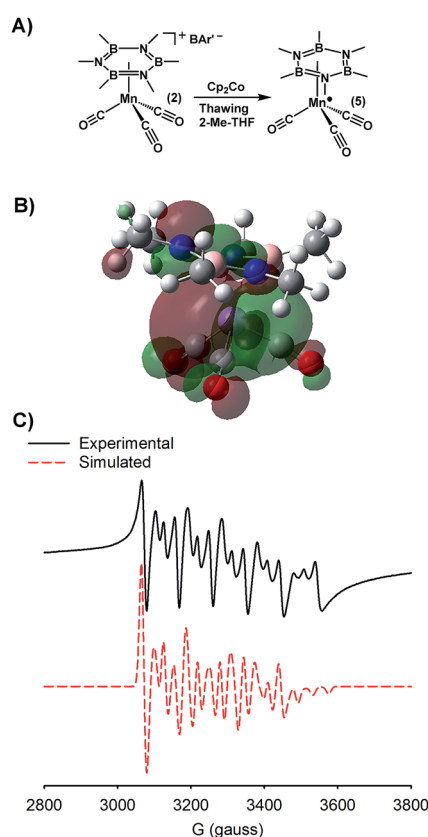 A)
B N
N B
B N
] + BAr'⁻
Mn (2)
O≡C C≡O
C
O
Cp₂Co
Thawing
2-Me-THF
B
N N
B B
N
Mn• (5)
O≡C C≡O
C
O
B)
C)
Experimental
Simulated
2800 3000 3200 3400 3600 3800
G (gauss)